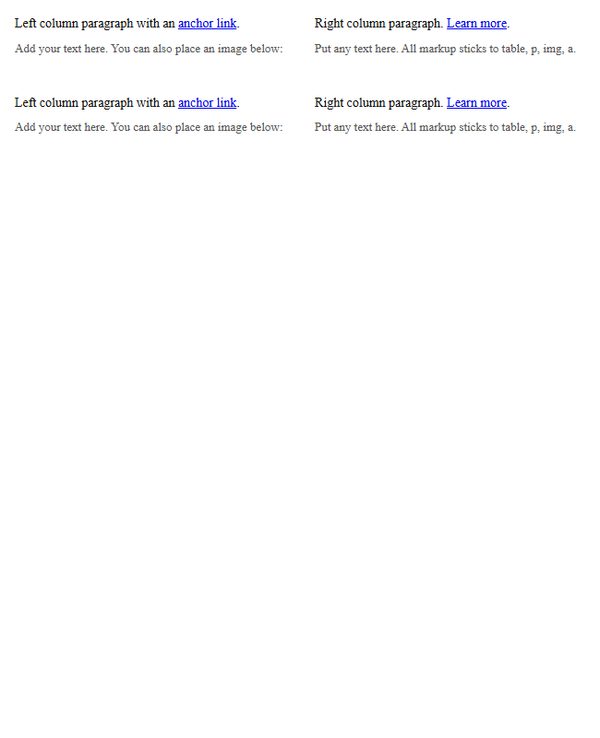 Left column paragraph with an anchor link.
Add your text here. You can also place an image below:
Right column paragraph. Learn more.
Put any text here. All markup sticks to table, p, img, a.
Left column paragraph with an anchor link.
Add your text here. You can also place an image below:
Right column paragraph. Learn more.
Put any text here. All markup sticks to table, p, img, a.